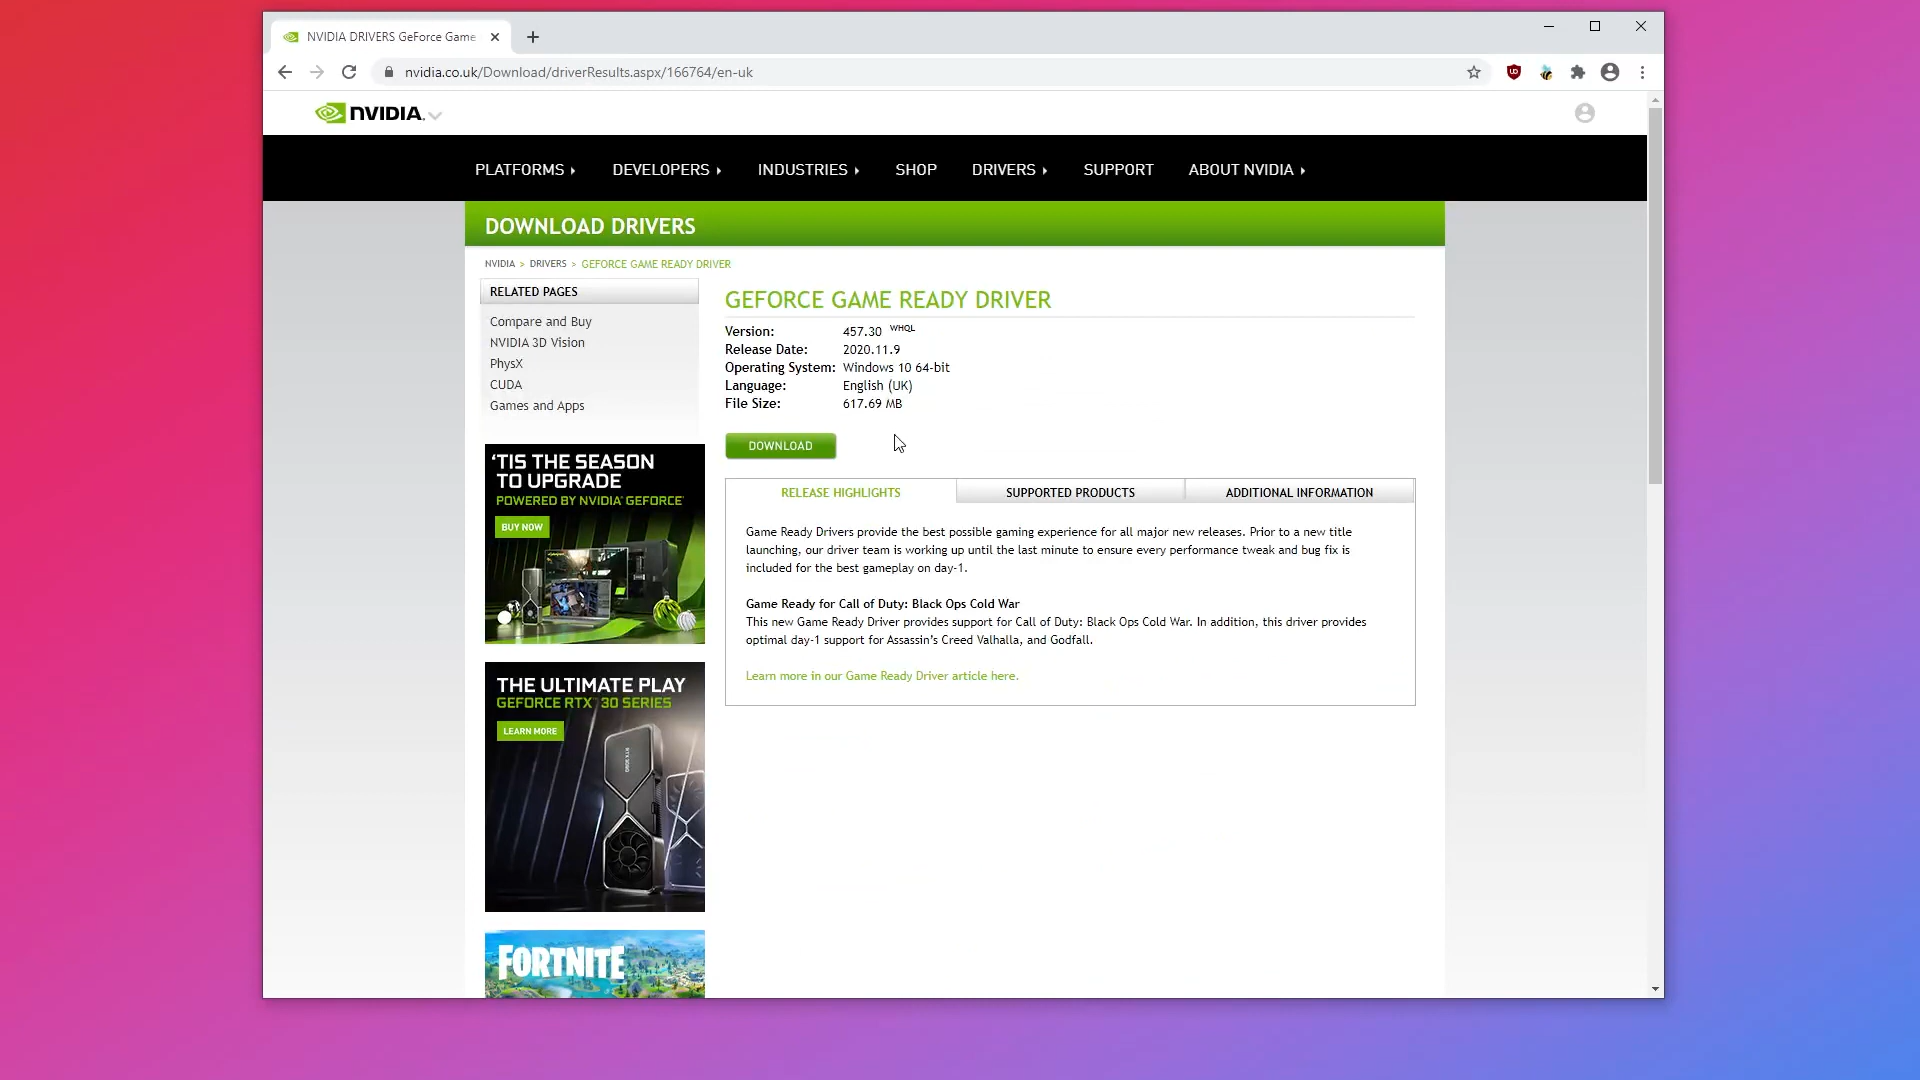 NVIDIA DRIVERS GeForce Game
nvidia.co.uk/Download/driverResults.aspx/166764/en-uk
NVIDIA.
PLATFORMS DEVELOPERS INDUSTRIES SHOP DRIVERS SUPPORT ABOUT NVIDIA
DOWNLOAD DRIVERS
NVIDIA > DRIVERS > GEFORCE GAME READY DRIVER
RELATED PAGES
Compare and Buy
NVIDIA 3D Vision
PhysX
CUDA
Games and Apps
GEFORCE GAME READY DRIVER
Version: 457.30 WHQL
Release Date: 2020.11.9
Operating System: Windows 10 64-bit
Language: English (UK)
File Size: 617.69 MB
DOWNLOAD
RELEASE HIGHLIGHTS SUPPORTED PRODUCTS ADDITIONAL INFORMATION
Game Ready Drivers provide the best possible gaming experience for all major new releases. Prior to a new title
launching, our driver team is working up until the last minute to ensure every performance tweak and bug fix is
included for the best gameplay on day-1.
Game Ready for Call of Duty: Black Ops Cold War
This new Game Ready Driver provides support for Call of Duty: Black Ops Cold War. In addition, this driver provides
optimal day-1 support for Assassin's Creed Valhalla, and Godfall.
Learn more in our Game Ready Driver article here.
'TIS THE SEASON
TO UPGRADE
POWERED BY NVIDIA® GEFORCE®
BUY NOW
THE ULTIMATE PLAY
GEFORCE RTX™ 30 SERIES
LEARN MORE
FORTNITE